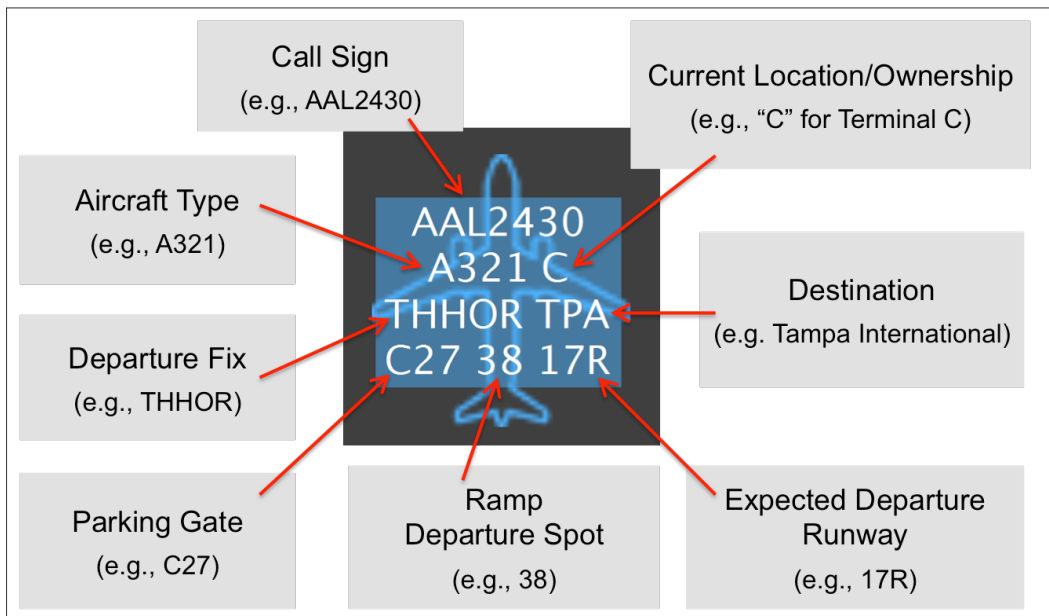 Call Sign
(e.g., AAL2430)
Current Location/Ownership
(e.g., “C” for Terminal C)
Aircraft Type
(e.g., A321)
AAL2430
A321 C
THHOR TPA
C27 38 17R
Destination
(e.g. Tampa International)
Departure Fix
(e.g., THHOR)
Parking Gate
(e.g., C27)
Ramp
Departure Spot
(e.g., 38)
Expected Departure
Runway
(e.g., 17R)